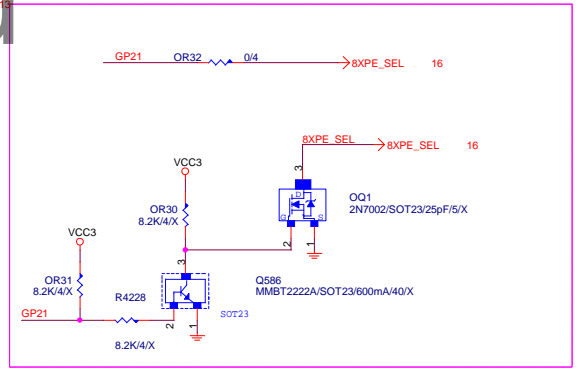 13
GP21 OR32 0/4 8XPE_SEL 16
8XPE_SEL 8XPE_SEL 16
VCC3
3
D
OQ1
2N7002/SOT23/25pF/5/X
G S
OR30
8.2K/4/X
2 1
VCC3
3
OR31
8.2K/4/X
R4228
Q586
MMBT2222A/SOT23/600mA/40/X
SOT23
GP21
2 1
8.2K/4/X